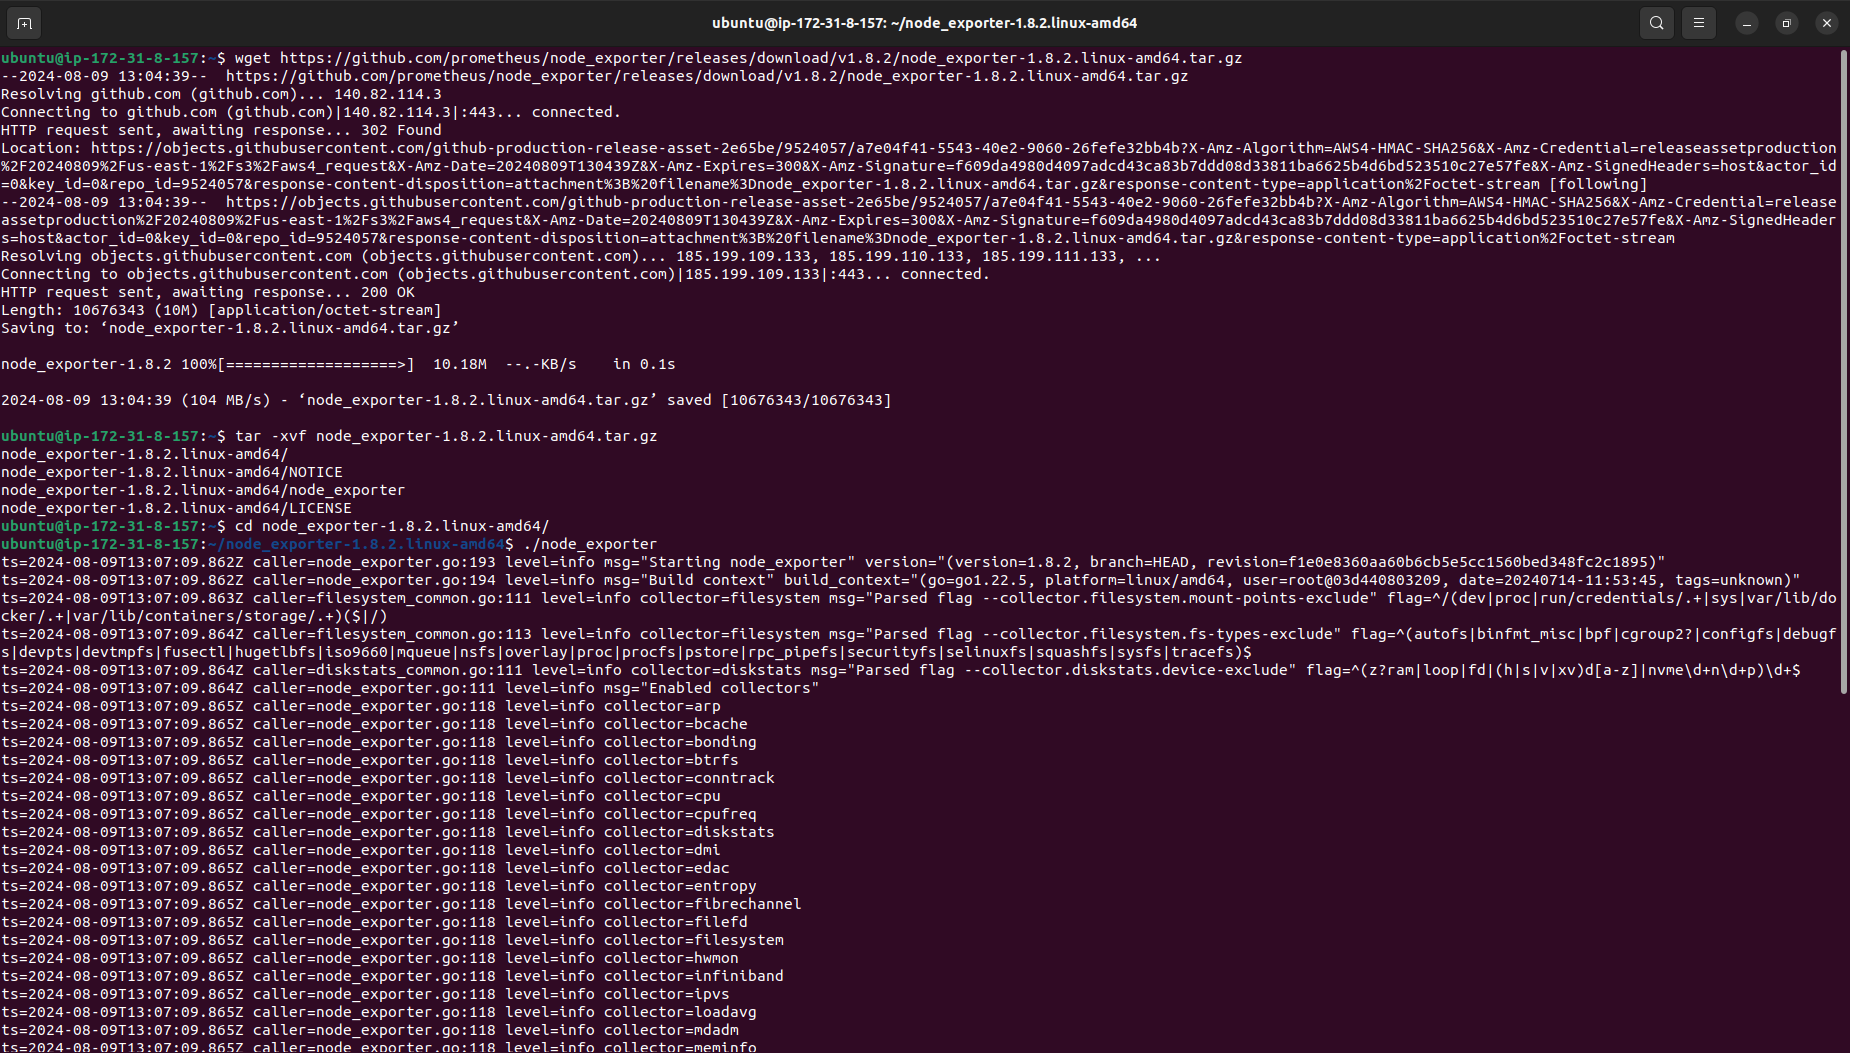 ubuntu@ip-172-31-8-157: ~/node_exporter-1.8.2.linux-amd64
ubuntu@ip-172-31-8-157:~$ wget https://github.com/prometheus/node_exporter/releases/download/v1.8.2/node_exporter-1.8.2.linux-amd64.tar.gz
--2024-08-09 13:04:39--  https://github.com/prometheus/node_exporter/releases/download/v1.8.2/node_exporter-1.8.2.linux-amd64.tar.gz
Resolving github.com (github.com)... 140.82.114.3
Connecting to github.com (github.com)|140.82.114.3|:443... connected.
HTTP request sent, awaiting response... 302 Found
Location: https://objects.githubusercontent.com/github-production-release-asset-2e65be/9524057/a7e04f41-5543-40e2-9060-26fefe32bb4b?X-Amz-Algorithm=AWS4-HMAC-SHA256&X-Amz-Credential=releaseassetproduction
%2F20240809%2Fus-east-1%2Fs3%2Faws4_request&X-Amz-Date=20240809T130439Z&X-Amz-Expires=300&X-Amz-Signature=f609da4980d4097adcd43ca83b7ddd08d33811ba6625b4d6bd523510c27e57fe&X-Amz-SignedHeaders=host&actor_id
=0&key_id=0&repo_id=9524057&response-content-disposition=attachment%3B%20filename%3Dnode_exporter-1.8.2.linux-amd64.tar.gz&response-content-type=application%2Foctet-stream [following]
--2024-08-09 13:04:39--  https://objects.githubusercontent.com/github-production-release-asset-2e65be/9524057/a7e04f41-5543-40e2-9060-26fefe32bb4b?X-Amz-Algorithm=AWS4-HMAC-SHA256&X-Amz-Credential=release
assetproduction%2F20240809%2Fus-east-1%2Fs3%2Faws4_request&X-Amz-Date=20240809T130439Z&X-Amz-Expires=300&X-Amz-Signature=f609da4980d4097adcd43ca83b7ddd08d33811ba6625b4d6bd523510c27e57fe&X-Amz-SignedHeader
s=host&actor_id=0&key_id=0&repo_id=9524057&response-content-disposition=attachment%3B%20filename%3Dnode_exporter-1.8.2.linux-amd64.tar.gz&response-content-type=application%2Foctet-stream
Resolving objects.githubusercontent.com (objects.githubusercontent.com)... 185.199.109.133, 185.199.110.133, 185.199.111.133, ...
Connecting to objects.githubusercontent.com (objects.githubusercontent.com)|185.199.109.133|:443... connected.
HTTP request sent, awaiting response... 200 OK
Length: 10676343 (10M) [application/octet-stream]
Saving to: ‘node_exporter-1.8.2.linux-amd64.tar.gz’
node_exporter-1.8.2 100%[===================>]  10.18M  --.-KB/s    in 0.1s
2024-08-09 13:04:39 (104 MB/s) - ‘node_exporter-1.8.2.linux-amd64.tar.gz’ saved [10676343/10676343]
ubuntu@ip-172-31-8-157:~$ tar -xvf node_exporter-1.8.2.linux-amd64.tar.gz
node_exporter-1.8.2.linux-amd64/
node_exporter-1.8.2.linux-amd64/NOTICE
node_exporter-1.8.2.linux-amd64/node_exporter
node_exporter-1.8.2.linux-amd64/LICENSE
ubuntu@ip-172-31-8-157:~$ cd node_exporter-1.8.2.linux-amd64/
ubuntu@ip-172-31-8-157:~/node_exporter-1.8.2.linux-amd64$ ./node_exporter
ts=2024-08-09T13:07:09.862Z caller=node_exporter.go:193 level=info msg="Starting node_exporter" version="(version=1.8.2, branch=HEAD, revision=f1e0e8360aa60b6cb5e5cc1560bed348fc2c1895)"
ts=2024-08-09T13:07:09.862Z caller=node_exporter.go:194 level=info msg="Build context" build_context="(go=go1.22.5, platform=linux/amd64, user=root@03d440803209, date=20240714-11:53:45, tags=unknown)"
ts=2024-08-09T13:07:09.863Z caller=filesystem_common.go:111 level=info collector=filesystem msg="Parsed flag --collector.filesystem.mount-points-exclude" flag=^/(dev|proc|run/credentials/.+|sys|var/lib/do
cker/.+|var/lib/containers/storage/.+)($|/)
ts=2024-08-09T13:07:09.864Z caller=filesystem_common.go:113 level=info collector=filesystem msg="Parsed flag --collector.filesystem.fs-types-exclude" flag=^(autofs|binfmt_misc|bpf|cgroup2?|configfs|debugf
s|devpts|devtmpfs|fusectl|hugetlbfs|iso9660|mqueue|nsfs|overlay|proc|procfs|pstore|rpc_pipefs|securityfs|selinuxfs|squashfs|sysfs|tracefs)$
ts=2024-08-09T13:07:09.864Z caller=diskstats_common.go:111 level=info collector=diskstats msg="Parsed flag --collector.diskstats.device-exclude" flag=^(z?ram|loop|fd|(h|s|v|xv)d[a-z]|nvme\d+n\d+p)\d+$
ts=2024-08-09T13:07:09.864Z caller=node_exporter.go:111 level=info msg="Enabled collectors"
ts=2024-08-09T13:07:09.865Z caller=node_exporter.go:118 level=info collector=arp
ts=2024-08-09T13:07:09.865Z caller=node_exporter.go:118 level=info collector=bcache
ts=2024-08-09T13:07:09.865Z caller=node_exporter.go:118 level=info collector=bonding
ts=2024-08-09T13:07:09.865Z caller=node_exporter.go:118 level=info collector=btrfs
ts=2024-08-09T13:07:09.865Z caller=node_exporter.go:118 level=info collector=conntrack
ts=2024-08-09T13:07:09.865Z caller=node_exporter.go:118 level=info collector=cpu
ts=2024-08-09T13:07:09.865Z caller=node_exporter.go:118 level=info collector=cpufreq
ts=2024-08-09T13:07:09.865Z caller=node_exporter.go:118 level=info collector=diskstats
ts=2024-08-09T13:07:09.865Z caller=node_exporter.go:118 level=info collector=dmi
ts=2024-08-09T13:07:09.865Z caller=node_exporter.go:118 level=info collector=edac
ts=2024-08-09T13:07:09.865Z caller=node_exporter.go:118 level=info collector=entropy
ts=2024-08-09T13:07:09.865Z caller=node_exporter.go:118 level=info collector=fibrechannel
ts=2024-08-09T13:07:09.865Z caller=node_exporter.go:118 level=info collector=filefd
ts=2024-08-09T13:07:09.865Z caller=node_exporter.go:118 level=info collector=filesystem
ts=2024-08-09T13:07:09.865Z caller=node_exporter.go:118 level=info collector=hwmon
ts=2024-08-09T13:07:09.865Z caller=node_exporter.go:118 level=info collector=infiniband
ts=2024-08-09T13:07:09.865Z caller=node_exporter.go:118 level=info collector=ipvs
ts=2024-08-09T13:07:09.865Z caller=node_exporter.go:118 level=info collector=loadavg
ts=2024-08-09T13:07:09.865Z caller=node_exporter.go:118 level=info collector=mdadm
ts=2024-08-09T13:07:09.865Z caller=node_exporter.go:118 level=info collector=meminfo